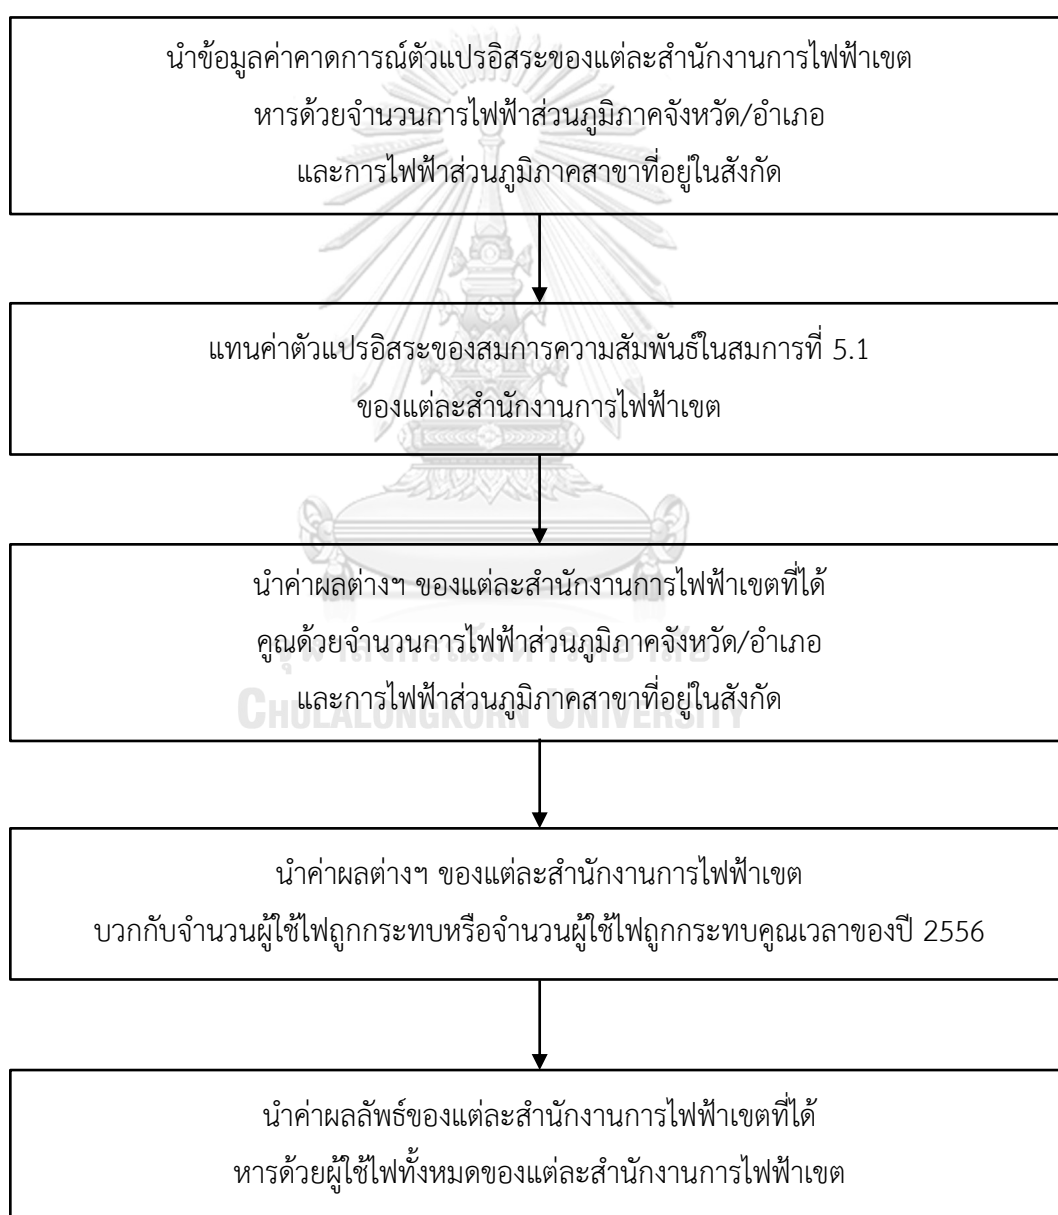 นำข้อมูลค่าคาดการณ์ตัวแปรอิสระของแต่ละสำนักงานการไฟฟ้าเขต
หารด้วยจำนวนการไฟฟ้าส่วนภูมิภาคจังหวัด/อำเภอ
และการไฟฟ้าส่วนภูมิภาคสาขาที่อยู่ในสังกัด
แทนค่าตัวแปรอิสระของสมการความสัมพันธ์ในสมการที่ 5.1
ของแต่ละสำนักงานการไฟฟ้าเขต
นำค่าผลต่างฯ ของแต่ละสำนักงานการไฟฟ้าเขตที่ได้
คูณด้วยจำนวนการไฟฟ้าส่วนภูมิภาคจังหวัด/อำเภอ
จุฬาลงกรณ์มหาวิทยาลัย
และการไฟฟ้าส่วนภูมิภาคสาขาที่อยู่ในสังกัด
CHULALONGKORN UNIVERSITY
นำค่าผลต่างฯ ของแต่ละสำนักงานการไฟฟ้าเขต
บวกกับจำนวนผู้ใช้ไฟถูกกระทบหรือจำนวนผู้ใช้ไฟถูกกระทบคูณเวลาของปี 2556
นำค่าผลลัพธ์ของแต่ละสำนักงานการไฟฟ้าเขตที่ได้
หารด้วยผู้ใช้ไฟทั้งหมดของแต่ละสำนักงานการไฟฟ้าเขต